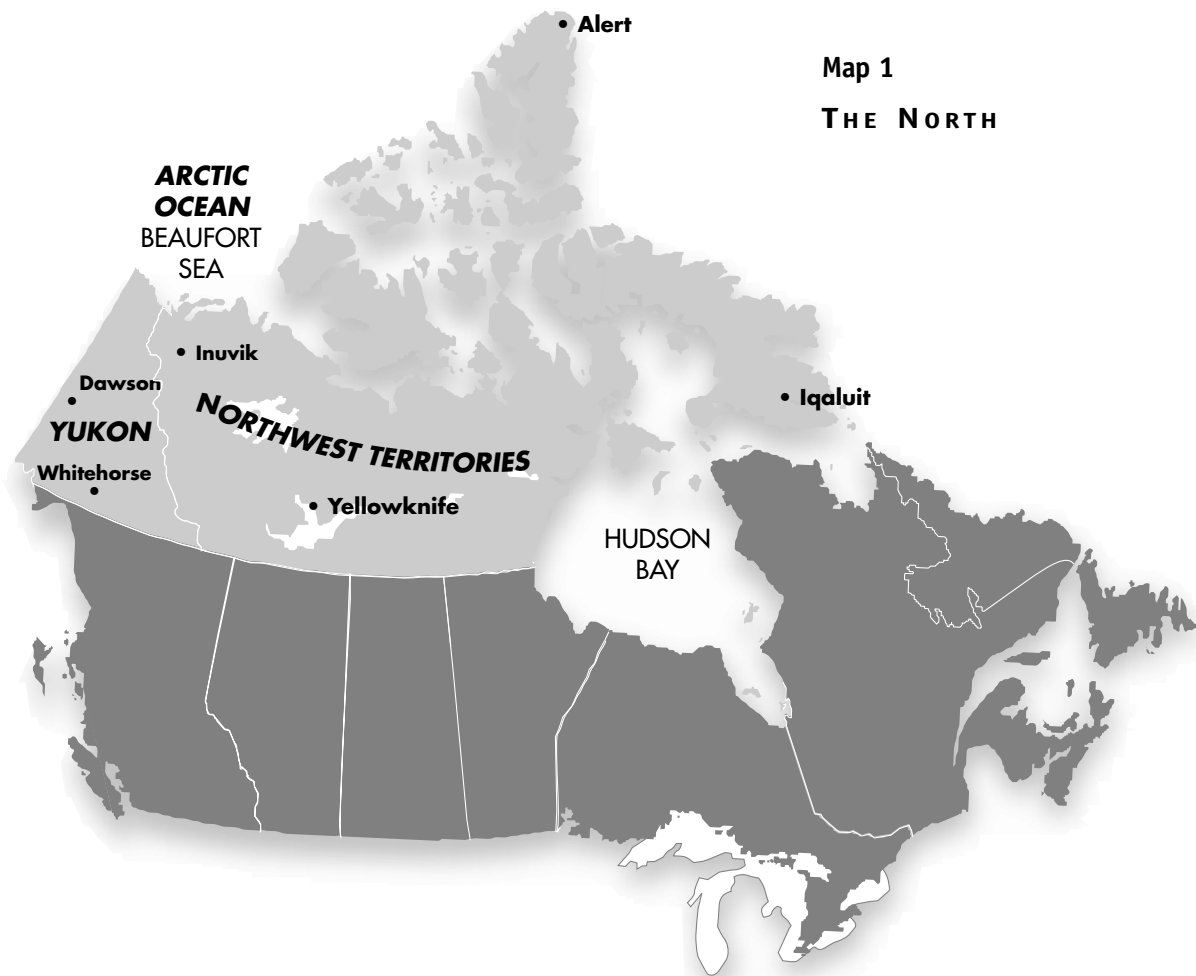 Alert
Map 1
THE NORTH
ARCTIC
OCEAN
BEAUFORT
SEA
Inuvik
Dawson
Iqaluit
NORTHWEST TERRITORIES
YUKON
Whitehorse
Yellowknife
HUDSON
BAY